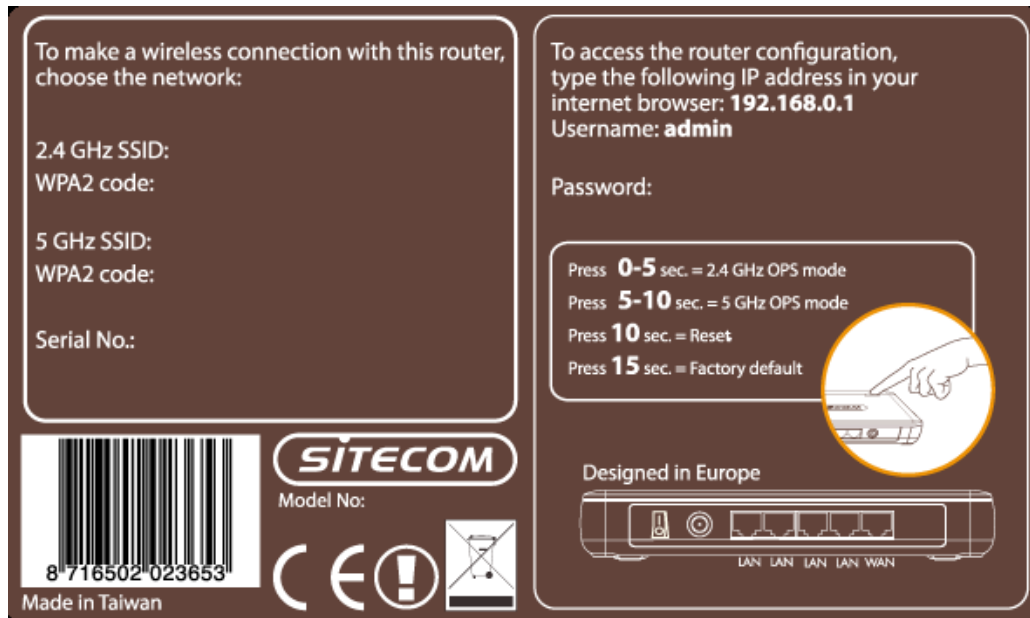 To make a wireless connection with this router,
choose the network:
2.4 GHz SSID:
WPA2 code:
5 GHz SSID:
WPA2 code:
Serial No.:
8 716502 023653
Made in Taiwan
SITECOM
Model No:
CE
To access the router configuration,
type the following IP address in your
internet browser: 192.168.0.1
Username: admin
Password:
Press 0-5 sec. = 2.4 GHz OPS mode
Press 5-10 sec. = 5 GHz OPS mode
Press 10 sec. = Reset
Press 15 sec. = Factory default
Designed in Europe
LAN LAN LAN LAN WAN